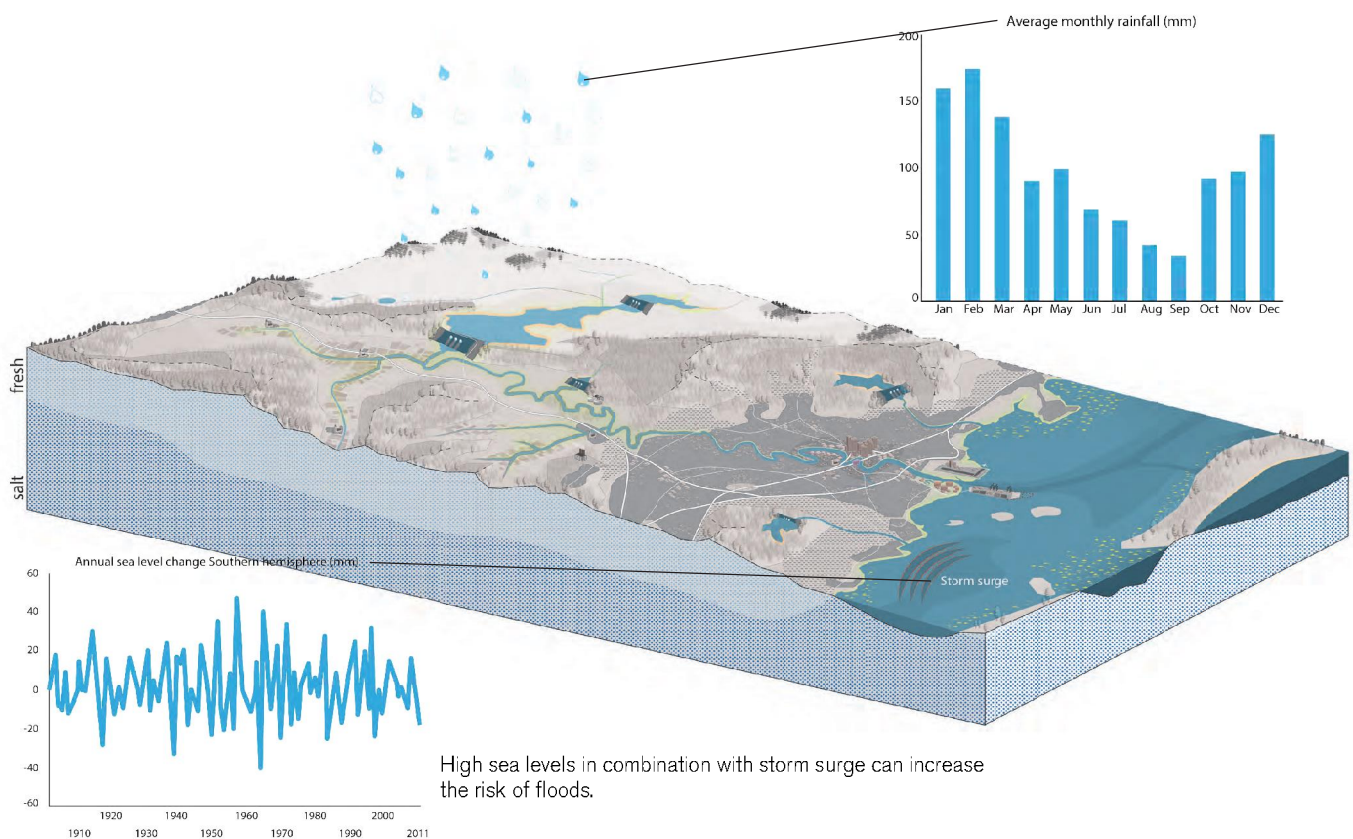 Average monthly rainfall (mm)
200
150
100
50
0
Jan Feb Mar Apr May Jun Jul Aug Sep Oct Nov Dec
fresh
salt
Annual sea level change Southern hemisphere (mm)
60
40
20
0
-20
-40
-60
1920 1940 1960 1980 2000
1910 1930 1950 1970 1990 2011
Storm surge
High sea levels in combination with storm surge can increase
the risk of floods.